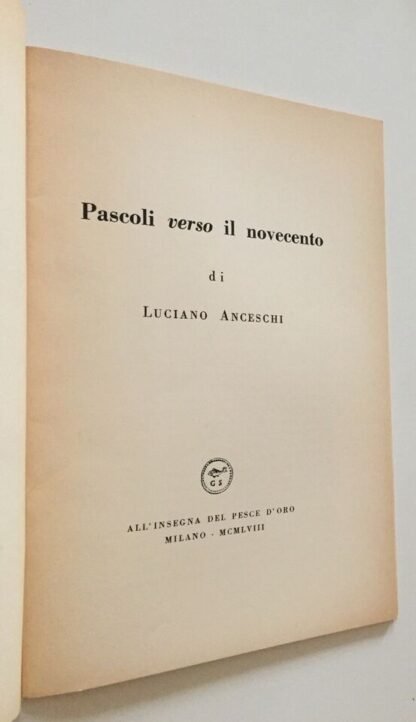 Pascoli verso il novecento
di
LUCIANO ANCESCHI
G S
ALL'INSEGNA DEL PESCE D'ORO
MILANO · MCMLVIII